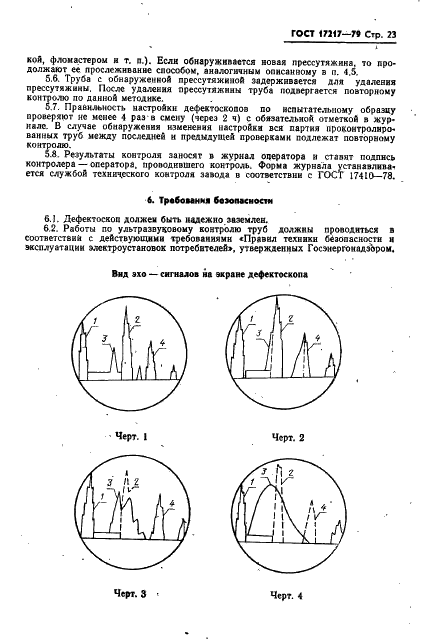 ГОСТ 17217—79 Стр. 23
кой, фломастером и т. п.). Если обнаруживается новая прессутяжина, то про-
должают ее прослеживание способом, аналогичным описанному в п. 4.5.
5.6. Труба с обнаруженной прессутяжиной задерживается для удаления
прессутяжины. После удаления прессутяжины труба подвергается повторному
контролю по данной методике.
5.7. Правильность настройки дефектоскопов по испытательному образцу
проверяют не менее 4 раз в смену (через 2 ч) с обязательной отметкой в жур-
нале. В случае обнаружения изменения настройки вся партия проконтролиро-
ванных труб между последней и предыдущей проверками подлежат повторному
контролю.
5.8. Результаты контроля заносят в журнал оператора и ставят подпись
контролера — оператора, проводившего контроль. Форма журнала устанавлива-
ется службой технического контроля завода в соответствии с ГОСТ 17410—78.
6. Требования безопасности
6.1. Дефектоскоп должен быть надежно заземлен.
6.2. Работы по ультразвуковому контролю труб должны проводиться в
соответствии с действующими требованиями «Правил техники безопасности и
эксплуатации электроустановок потребителей», утвержденных Госэнергонадзором.
Вид эхо — сигналов на экране дефектоскопа
1 2 3 4
1 2 3 4
Черт. 1 Черт. 2
1 3 2 4
1 3 2 4
Черт. 3 Черт. 4